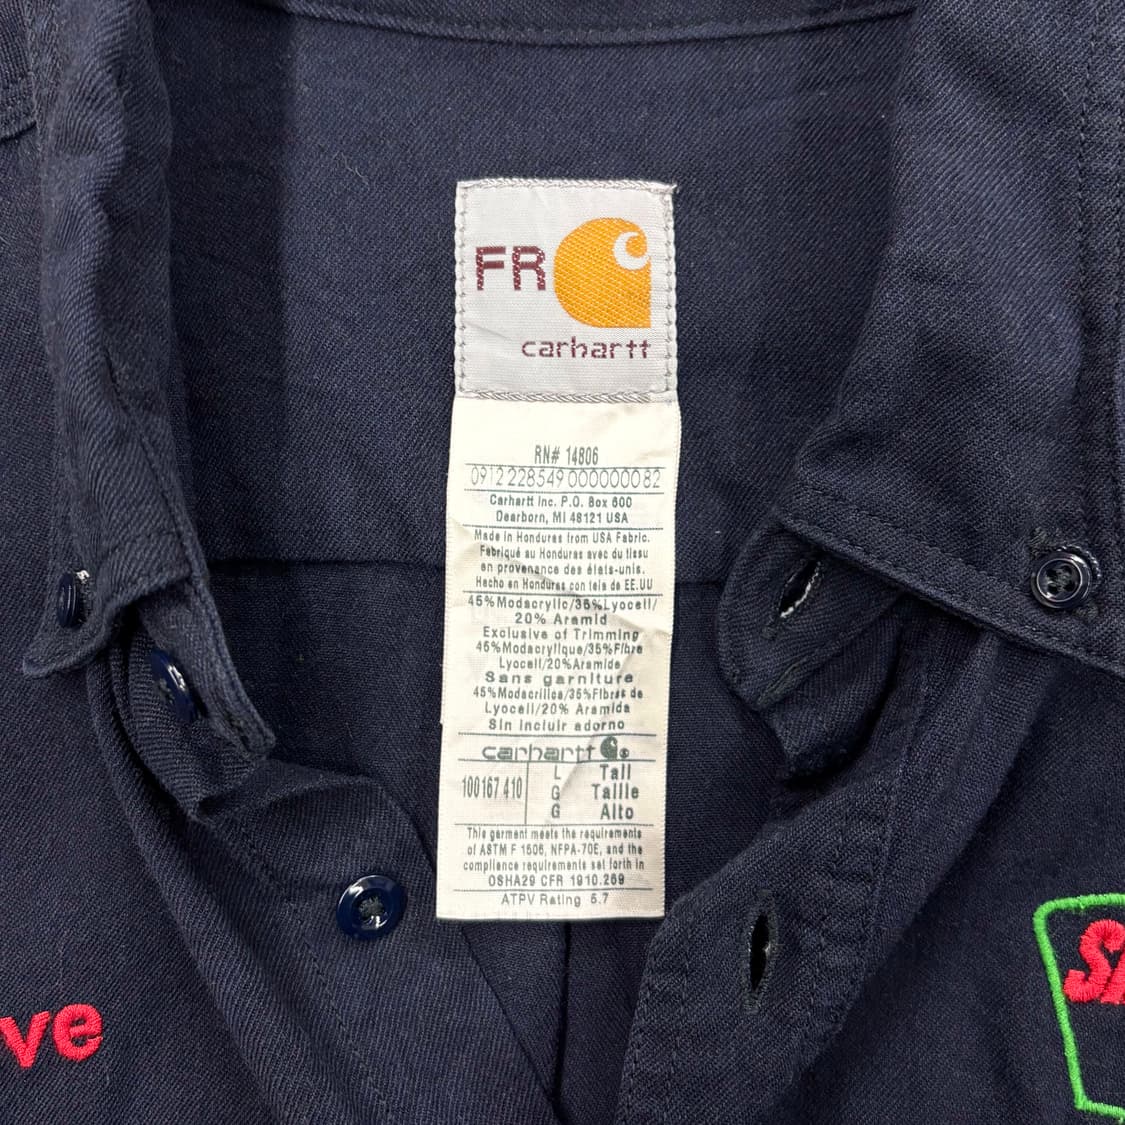 FR
carhartt
RN# 14806
0912 228549 000000082
Carhartt Inc. P.O. Box 600
Dearborn, MI 48121 USA
Made in Honduras from USA Fabric.
Fabriqué au Honduras avec du tissu
en provenance des états-unis.
Hecho en Honduras con tela de EE.UU
45%Modacrylic/35%Lyocell/
20% Aramid
Exclusive of Trimming
45%Modacrylique/35%Fibre
Lyocell/20%Aramide
Sans garniture
45%Modacrilica/35%Fibras de
Lyocell/20% Aramida
Sin incluir adorno
carhartt
100167 410
L Tall
G Taille
G Alto
This garment meets the requirements
of ASTM F 1506, NFPA-70E, and the
compliance requirements set forth in
OSHA29 CFR 1910.269
ATPV Rating
ve